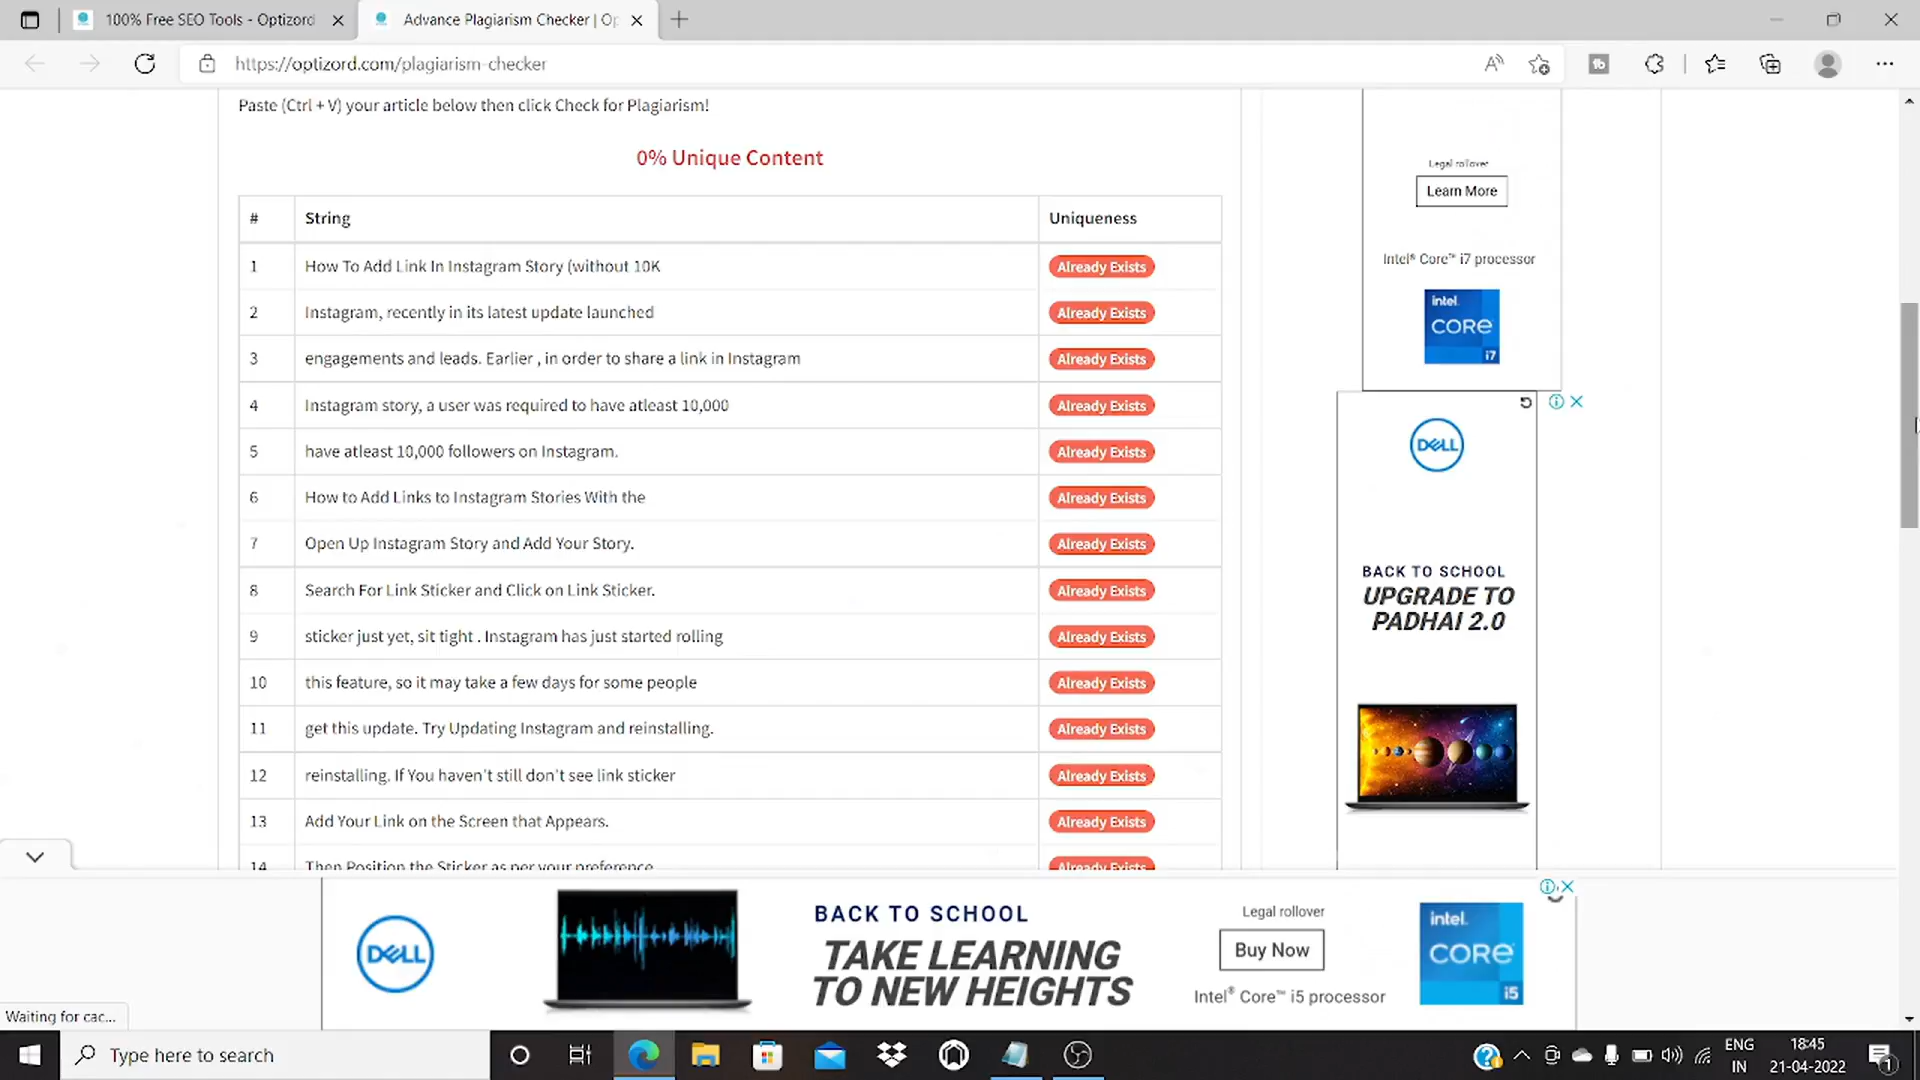 100% Free SEO Tools - Optizord
Advance Plagiarism Checker | Op
https://optizord.com/plagiarism-checker
Paste (Ctrl + V) your article below then click Check for Plagiarism!
0% Unique Content
# String Uniqueness
1 How To Add Link In Instagram Story (without 10K Already Exists
2 Instagram, recently in its latest update launched Already Exists
3 engagements and leads. Earlier , in order to share a link in Instagram Already Exists
4 Instagram story, a user was required to have atleast 10,000 Already Exists
5 have atleast 10,000 followers on Instagram. Already Exists
6 How to Add Links to Instagram Stories With the Already Exists
7 Open Up Instagram Story and Add Your Story. Already Exists
8 Search For Link Sticker and Click on Link Sticker. Already Exists
9 sticker just yet, sit tight . Instagram has just started rolling Already Exists
10 this feature, so it may take a few days for some people Already Exists
11 get this update. Try Updating Instagram and reinstalling. Already Exists
12 reinstalling. If You haven't still don't see link sticker Already Exists
13 Add Your Link on the Screen that Appears. Already Exists
14 Then Position the Sticker as per your preference Already Exists
Legal rollover
Learn More
Intel® Core™ i7 processor
intel.
CORE
i7
DELL
BACK TO SCHOOL
UPGRADE TO
PADHAI 2.0
DELL
BACK TO SCHOOL
TAKE LEARNING
TO NEW HEIGHTS
Legal rollover
Buy Now
Intel® Core™ i5 processor
intel.
CORE
i5
Waiting for cac...
Type here to search
ENG
IN
18:45
21-04-2022
1